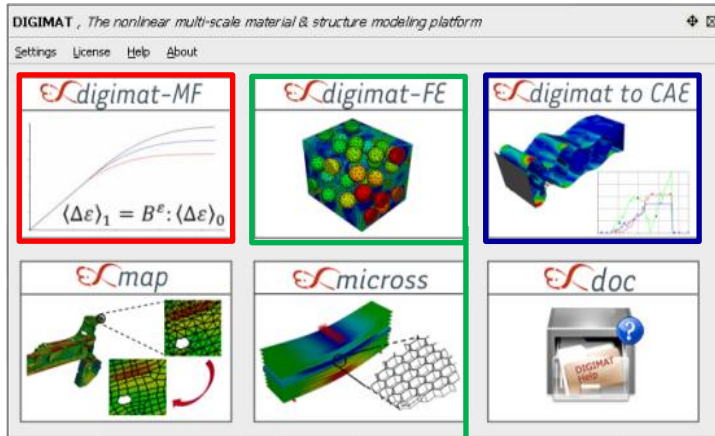 DIGIMAT , The nonlinear multi-scale material & structure modeling platform
Settings License Help About
digimat-MF
digimat-FE
digimat to CAE
⟨Δε⟩₁ = Bᵋ: ⟨Δε⟩₀
map
micross
doc
?
DIGIMAT
Help